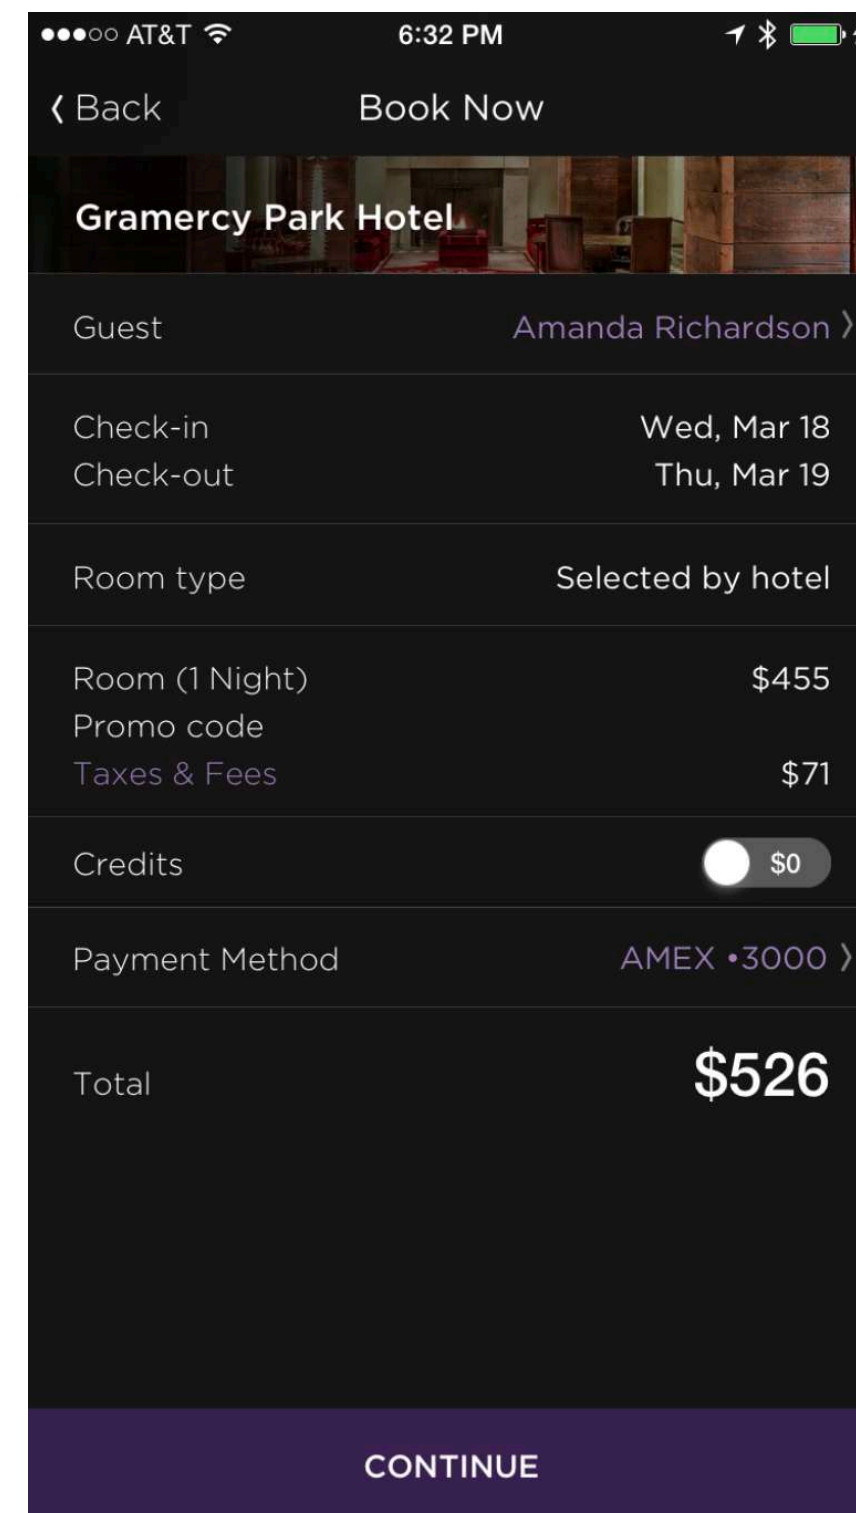 ●●●○○ AT&T 6:32 PM
Back Book Now
Gramercy Park Hotel
Guest Amanda Richardson
Check-in Wed, Mar 18
Check-out Thu, Mar 19
Room type Selected by hotel
Room (1 Night) $455
Promo code
Taxes & Fees $71
Credits $0
Payment Method AMEX •3000
Total $526
CONTINUE